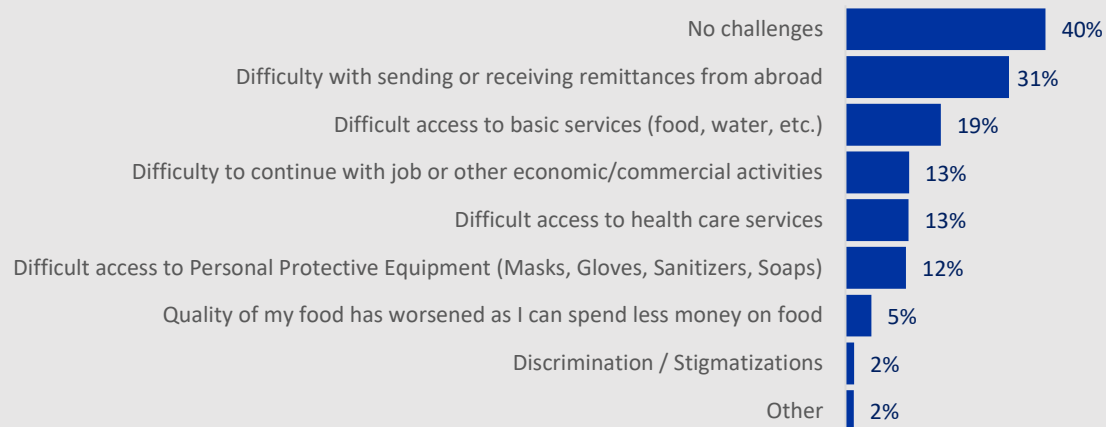 No challenges 40%
Difficulty with sending or receiving remittances from abroad 31%
Difficult access to basic services (food, water, etc.) 19%
Difficulty to continue with job or other economic/commercial activities 13%
Difficult access to health care services 13%
Difficult access to Personal Protective Equipment (Masks, Gloves, Sanitizers, Soaps) 12%
Quality of my food has worsened as I can spend less money on food 5%
Discrimination / Stigmatizations 2%
Other 2%